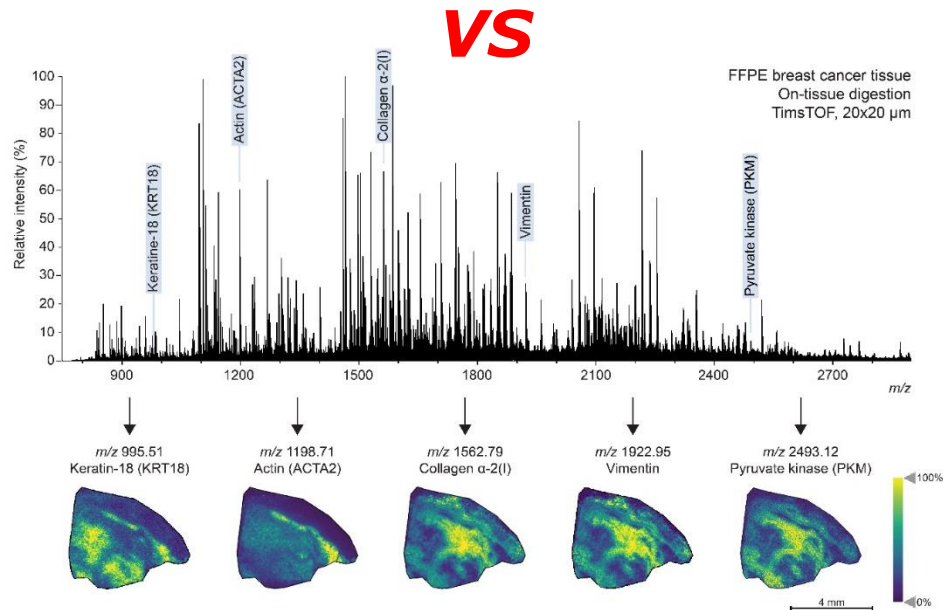 VS
FFPE breast cancer tissue
On-tissue digestion
TimsTOF, 20x20 μm
Relative intensity (%)
100
90
80
70
60
50
40
30
20
10
0
Keratine-18 (KRT18)
Actin (ACTA2)
Collagen α-2(I)
Vimentin
Pyruvate kinase (PKM)
900 1200 1500 1800 2100 2400 2700
m/z
m/z 995.51
Keratin-18 (KRT18)
m/z 1198.71
Actin (ACTA2)
m/z 1562.79
Collagen α-2(I)
m/z 1922.95
Vimentin
m/z 2493.12
Pyruvate kinase (PKM)
100%
0%
4 mm